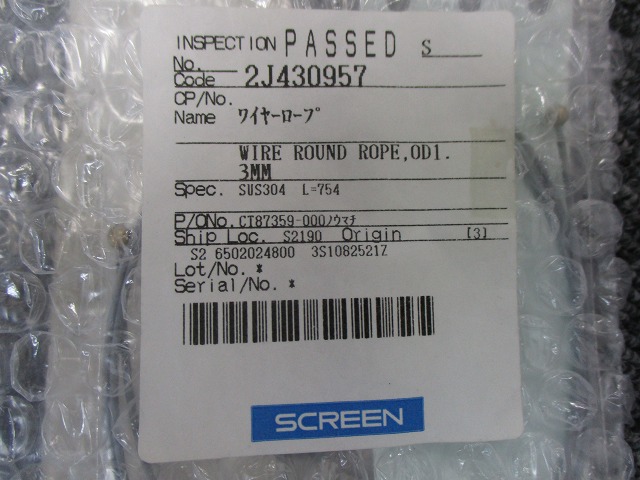 INSPECTION PASSED S
No.
Code 2J430957
CP/No.
Name ワイヤーロープ
WIRE ROUND ROPE,OD1.
3MM
Spec. SUS304 L=754
P/ONo. CT87359-000ノウマチ
Ship Loc. S2190 Origin [3]
S2 6502024800 3S1082521Z
Lot/No. *
Serial/No. *
SCREEN